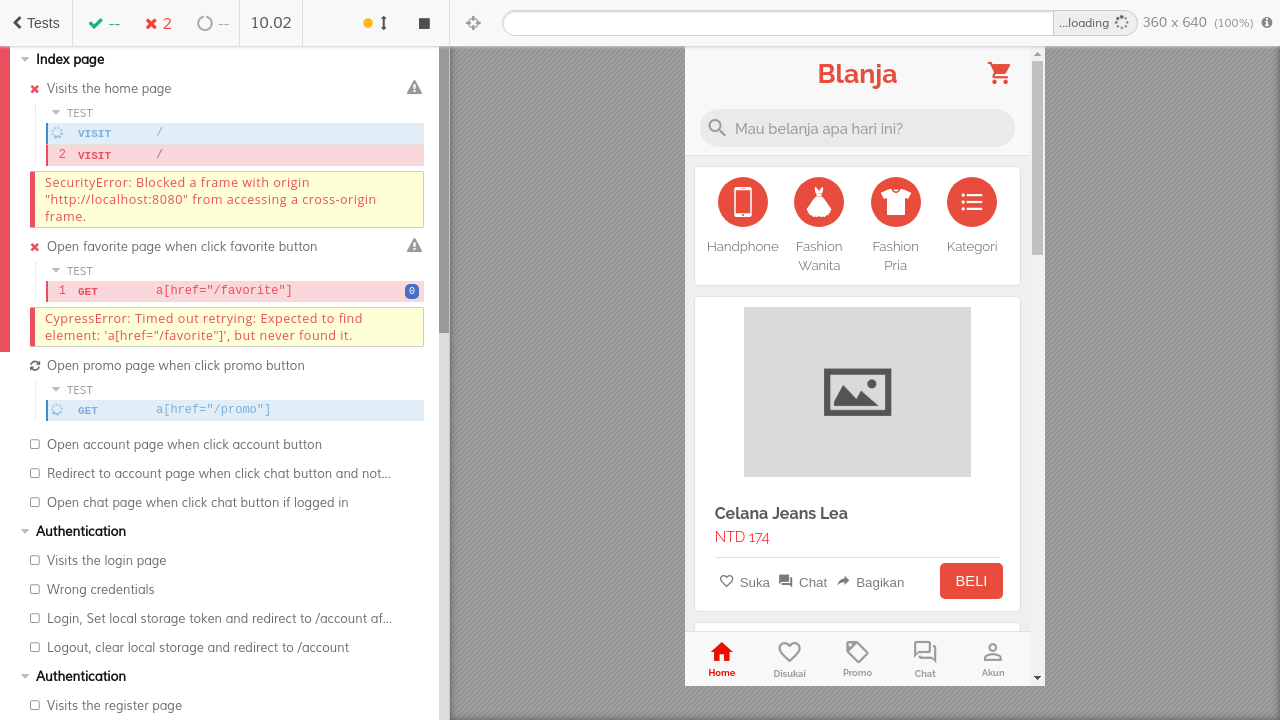 Tests
--
2
--
10.02
...loading
360 x 640 (100%)
Index page
Visits the home page
TEST
VISIT /
2 VISIT /
SecurityError: Blocked a frame with origin
"http://localhost:8080" from accessing a cross-origin
frame.
Open favorite page when click favorite button
TEST
1 GET a[href="/favorite"] 0
CypressError: Timed out retrying: Expected to find
element: 'a[href="/favorite"]', but never found it.
Open promo page when click promo button
TEST
GET a[href="/promo"]
Open account page when click account button
Redirect to account page when click chat button and not...
Open chat page when click chat button if logged in
Authentication
Visits the login page
Wrong credentials
Login, Set local storage token and redirect to /account af...
Logout, clear local storage and redirect to /account
Authentication
Visits the register page
Blanja
Mau belanja apa hari ini?
Handphone
Fashion
Wanita
Fashion
Pria
Kategori
Celana Jeans Lea
NTD 174
Suka
Chat
Bagikan
BELI
Home
Disukai
Promo
Chat
Akun